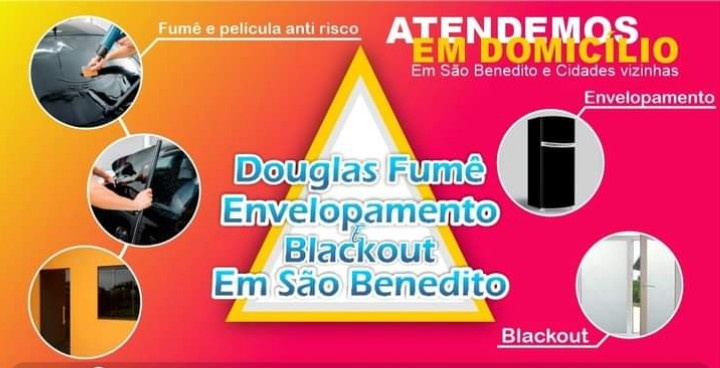 Fumê e película anti risco
ATENDEMOS
EM DOMICÍLIO
Em São Benedito e Cidades vizinhas
Envelopamento
Douglas Fumê
Envelopamento
e
Blackout
Em São Benedito
Blackout